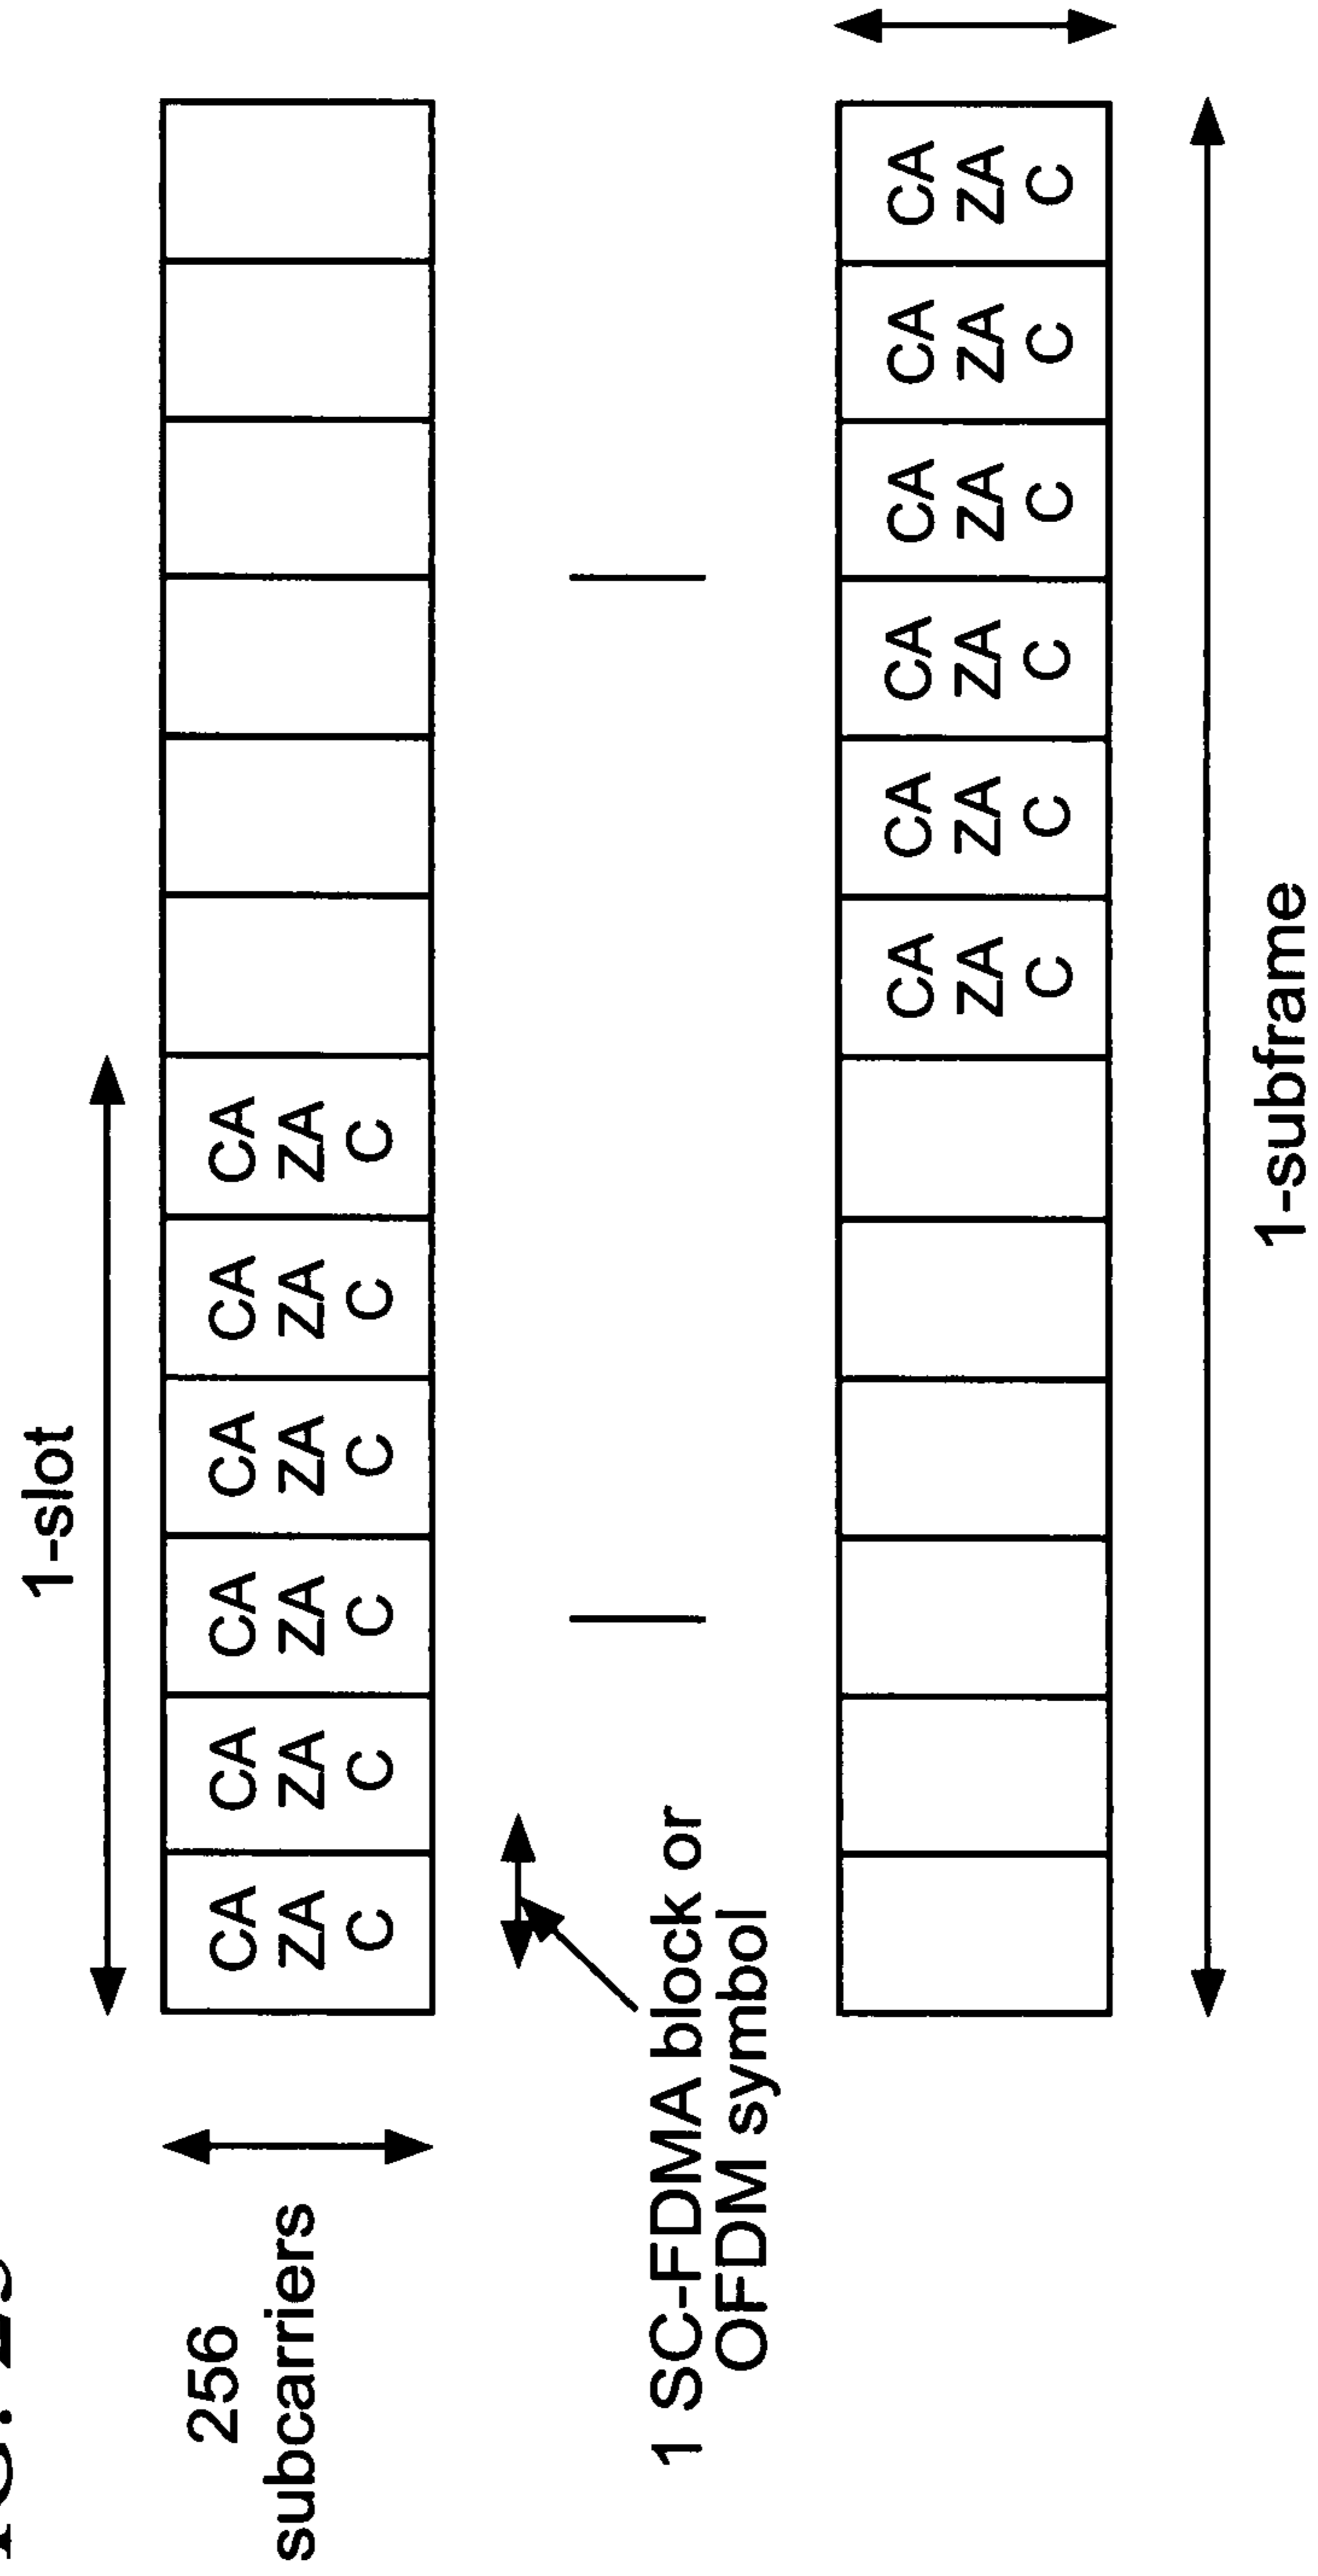 1-slot
256
subcarriers
CA CA CA CA CA CA
ZA ZA ZA ZA ZA ZA
C C C C C C
1 SC-FDMA block or
OFDM symbol
CA CA CA CA CA CA
ZA ZA ZA ZA ZA ZA
C C C C C C
1-subframe